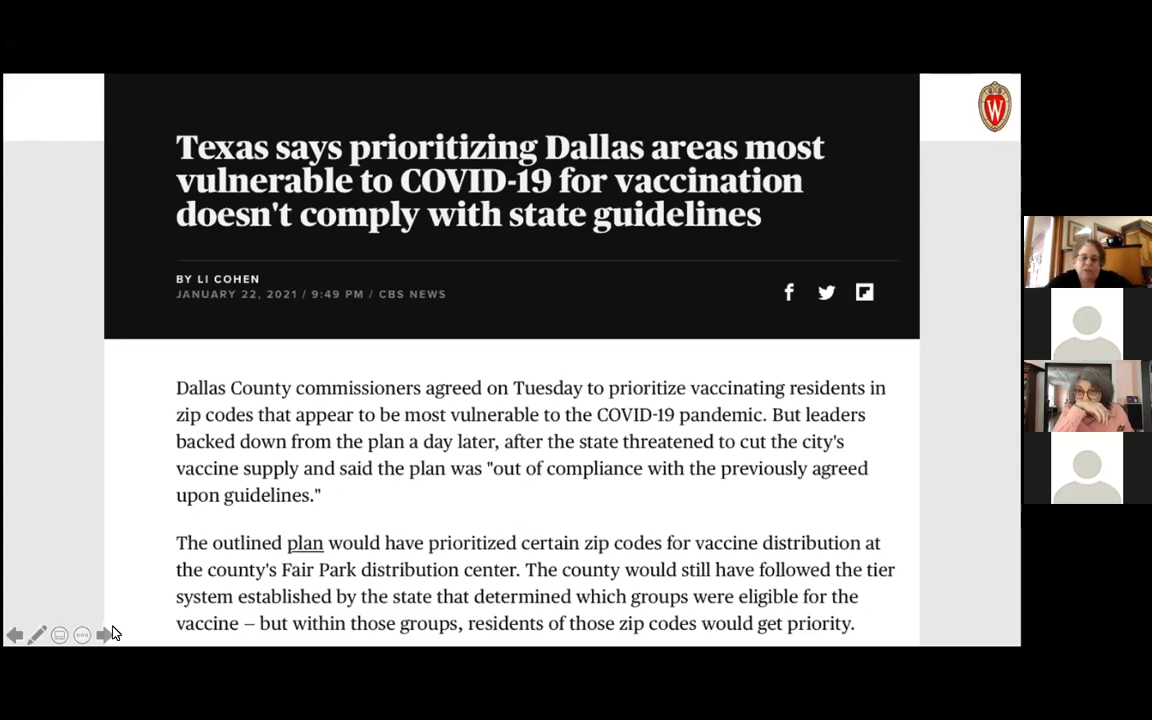 Texas says prioritizing Dallas areas most
vulnerable to COVID-19 for vaccination
doesn't comply with state guidelines
BY LI COHEN
JANUARY 22, 2021 / 9:49 PM / CBS NEWS
Dallas County commissioners agreed on Tuesday to prioritize vaccinating residents in
zip codes that appear to be most vulnerable to the COVID-19 pandemic. But leaders
backed down from the plan a day later, after the state threatened to cut the city's
vaccine supply and said the plan was "out of compliance with the previously agreed
upon guidelines."
The outlined plan would have prioritized certain zip codes for vaccine distribution at
the county's Fair Park distribution center. The county would still have followed the tier
system established by the state that determined which groups were eligible for the
vaccine – but within those groups, residents of those zip codes would get priority.
W